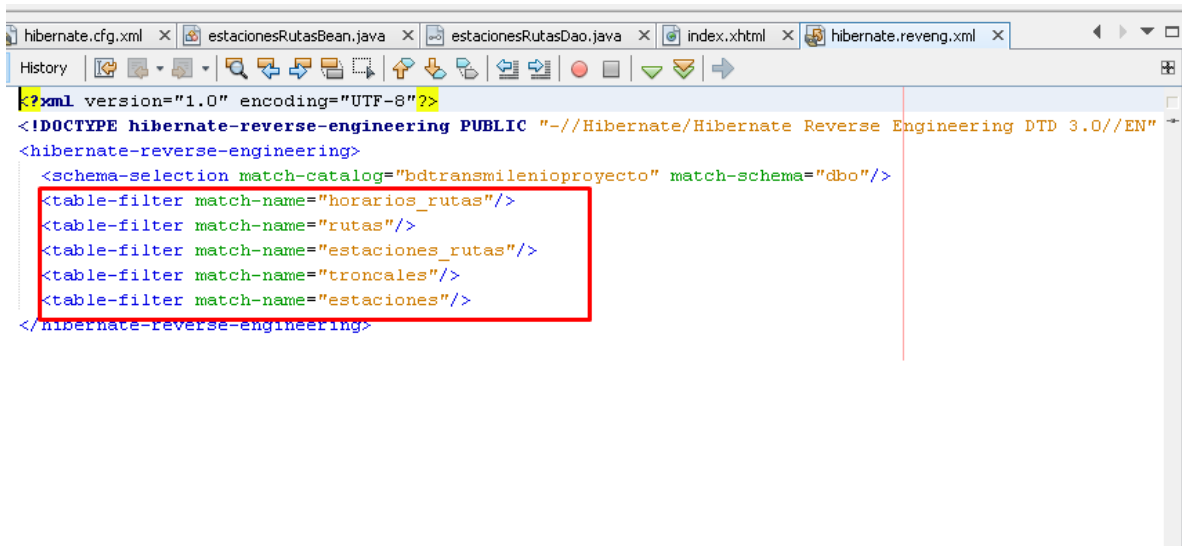 hibernate.cfg.xml estacionesRutasBean.java estacionesRutasDao.java index.xhtml hibernate.reveng.xml
History
<?xml version="1.0" encoding="UTF-8"?>
<!DOCTYPE hibernate-reverse-engineering PUBLIC "-//Hibernate/Hibernate Reverse Engineering DTD 3.0//EN"
<hibernate-reverse-engineering>
<schema-selection match-catalog="bdtransmilenioproyecto" match-schema="dbo"/>
<table-filter match-name="horarios_rutas"/>
<table-filter match-name="rutas"/>
<table-filter match-name="estaciones_rutas"/>
<table-filter match-name="troncales"/>
<table-filter match-name="estaciones"/>
</hibernate-reverse-engineering>